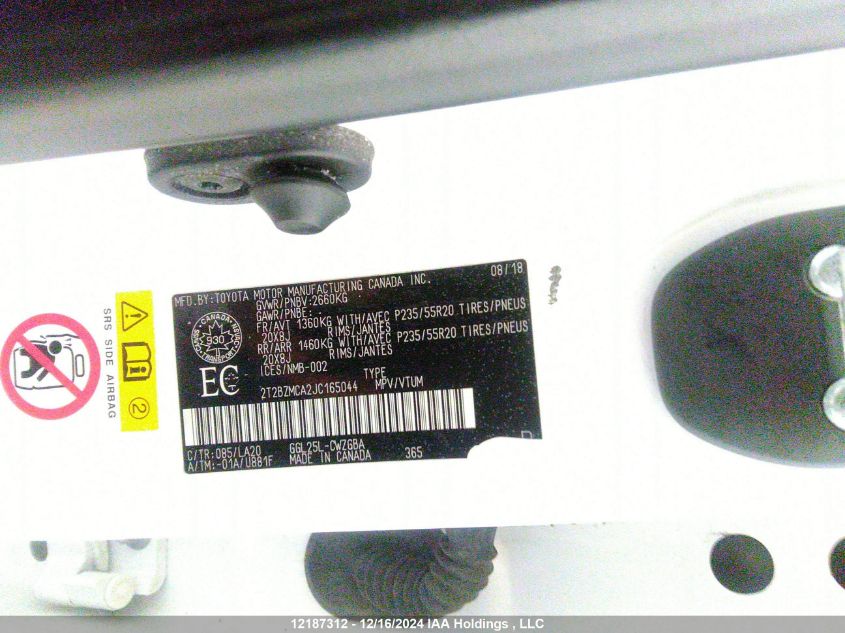 MFD.BY:TOYOTA MOTOR MANUFACTURING CANADA INC. 08/18
GVWR/PNBV:2660KG
GAWR/PNBE:
FR/AVT 1360KG WITH/AVEC P235/55R20 TIRES/PNEUS
20X8J RIMS/JANTES
RR/ARR 1460KG WITH/AVEC P235/55R20 TIRES/PNEUS
20X8J RIMS/JANTES
ICES/NMB-002
TYPE
2T2BZMCA2JC165044 MPV/VTUM
CANADA
930
TRANSPORT
EC
C/TR:085/LA20 GGL25L-CWZGBA
A/TM:-01A/U881F MADE IN CANADA 365
SRS SIDE AIRBAG
2
12187312 - 12/16/2024 IAA Holdings , LLC